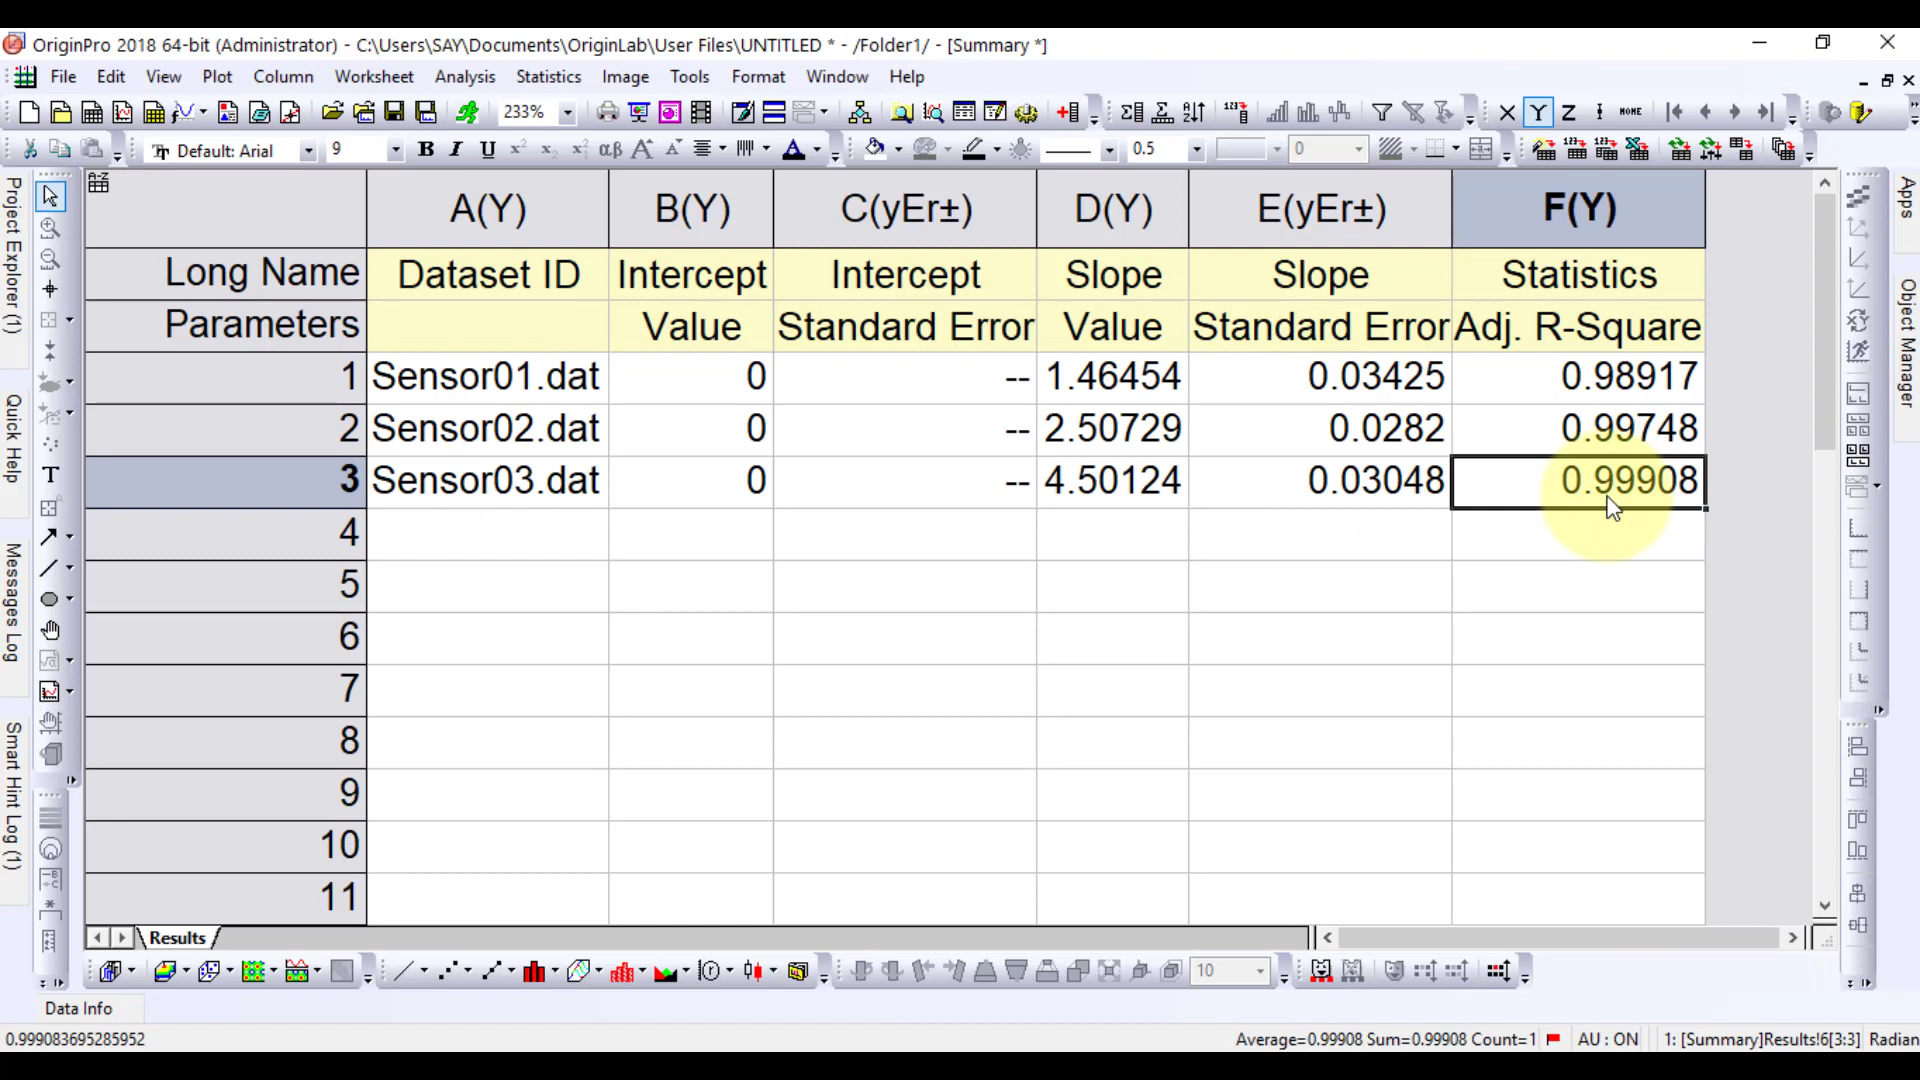 OriginPro 2018 64-bit (Administrator) - C:\Users\SAY\Documents\OriginLab\User Files\UNTITLED * - /Folder1/ - [Summary *]
File Edit View Plot Column Worksheet Analysis Statistics Image Tools Format Window Help
233% X Y Z HOME
Default: Arial 9 B I U αβ A A A 0.5 0
A(Y) B(Y) C(yEr±) D(Y) E(yEr±) F(Y)
Long Name Dataset ID Intercept Intercept Slope Slope Statistics
Parameters Value Standard Error Value Standard Error Adj. R-Square
1 Sensor01.dat 0 -- 1.46454 0.03425 0.98917
2 Sensor02.dat 0 -- 2.50729 0.0282 0.99748
3 Sensor03.dat 0 -- 4.50124 0.03048 0.99908
4
5
6
7
8
9
10
11
Project Explorer (1)
Quick Help
Messages Log
Smart Hint Log (1)
T
Apps
Object Manager
Results
10
Data Info
0.999083695285952 Average=0.99908 Sum=0.99908 Count=1 AU : ON 1: [Summary]Results!6[3:3] Radian